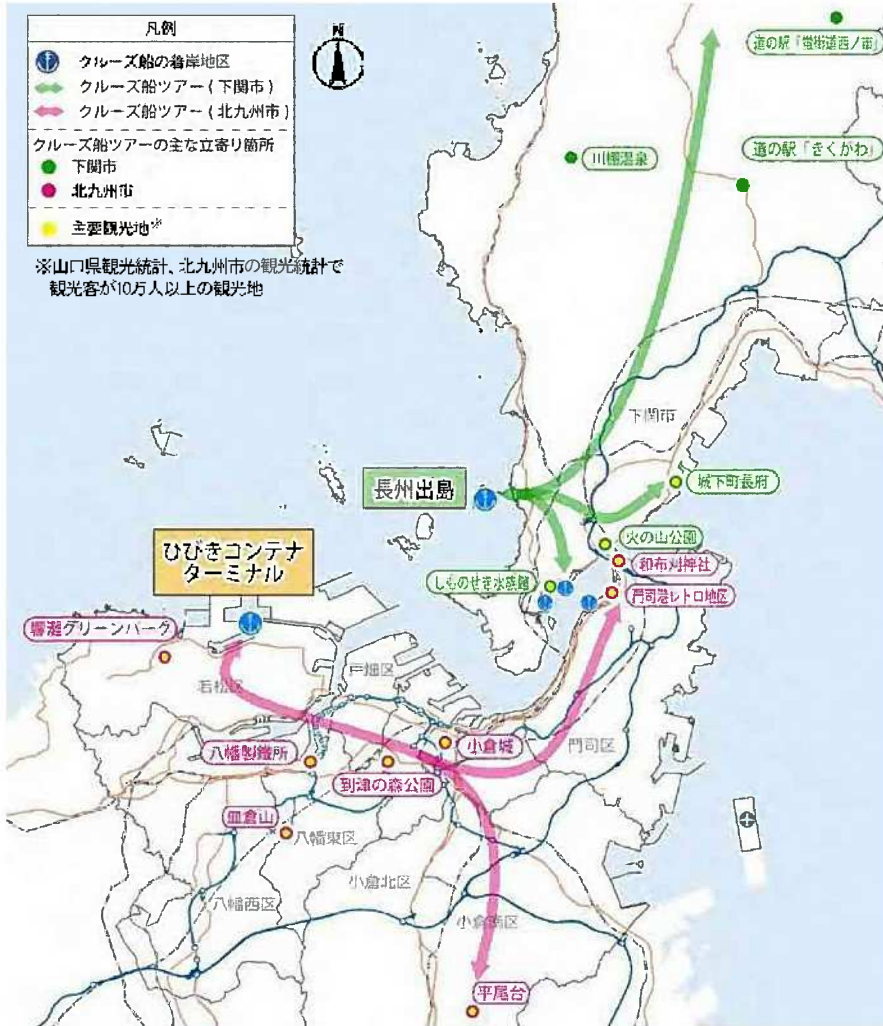 凡例
クルーズ船の着岸地区
クルーズ船ツアー(下関市)
クルーズ船ツアー(北九州市)
クルーズ船ツアーの主な立寄り箇所
下関市
北九州市
主要観光地※
※山口県観光統計、北九州市の観光統計で
観光客が10万人以上の観光地
N
道の駅「蛍街道西ノ市」
川棚温泉
道の駅「きくがわ」
下関市
長州出島
城下町長府
火の山公園
和布刈神社
しものせき水族館
門司港レトロ地区
ひびきコンテナ
ターミナル
響灘グリーンパーク
若松区
戸畑区
八幡製鐵所
到津の森公園
小倉城
門司区
皿倉山
八幡東区
八幡西区
小倉北区
小倉南区
平尾台